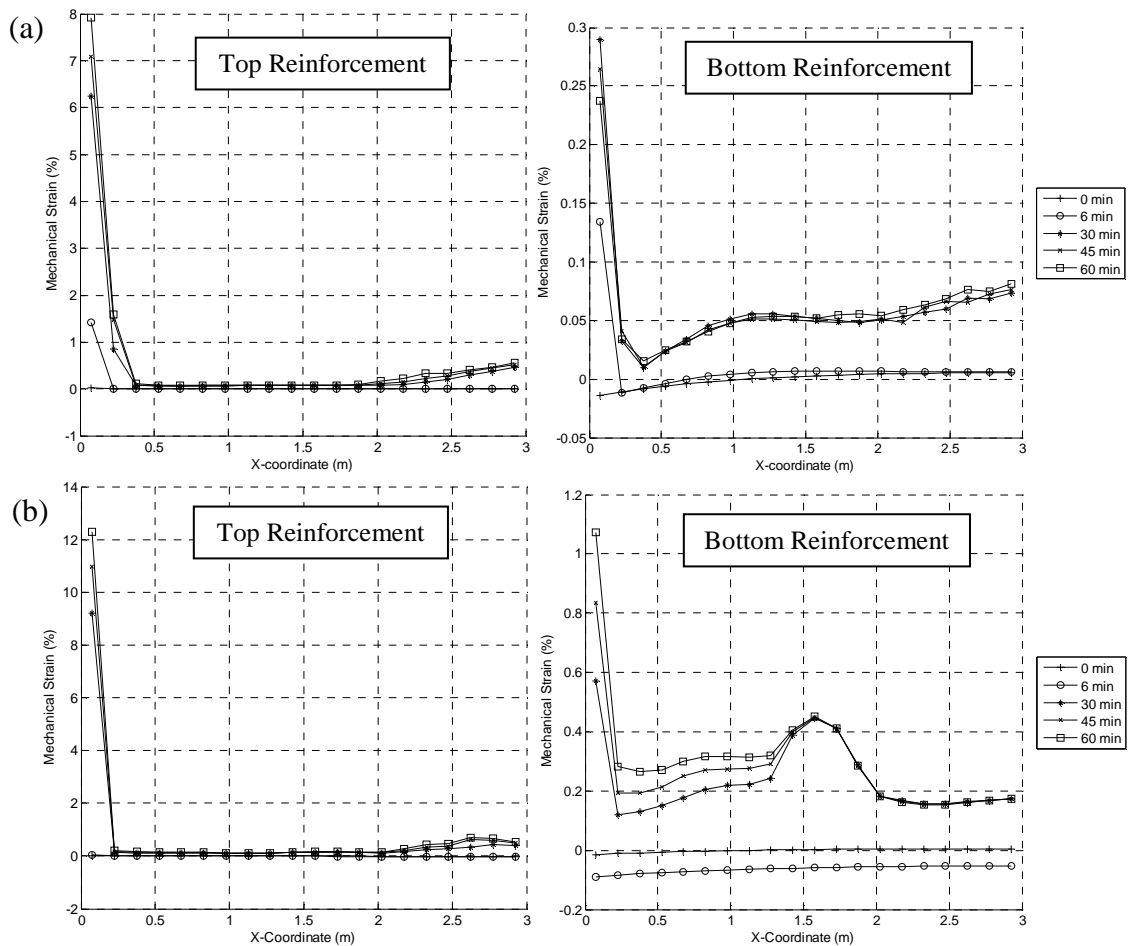 (a)
Top Reinforcement
8
7
6
5
4
3
2
1
0
-1
Mechanical Strain (%)
0 0.5 1 1.5 2 2.5 3
X-coordinate (m)
Bottom Reinforcement
0.3
0.25
0.2
0.15
0.1
0.05
0
-0.05
Mechanical Strain (%)
0 0.5 1 1.5 2 2.5 3
X-coordinate (m)
0 min
6 min
30 min
45 min
60 min
(b)
Top Reinforcement
14
12
10
8
6
4
2
0
-2
Mechanical Strain (%)
0 0.5 1 1.5 2 2.5 3
X-Coordinate (m)
Bottom Reinforcement
1.2
1
0.8
0.6
0.4
0.2
0
-0.2
Mechanical Strain (%)
0 0.5 1 1.5 2 2.5 3
X-Coordinate (m)
0 min
6 min
30 min
45 min
60 min